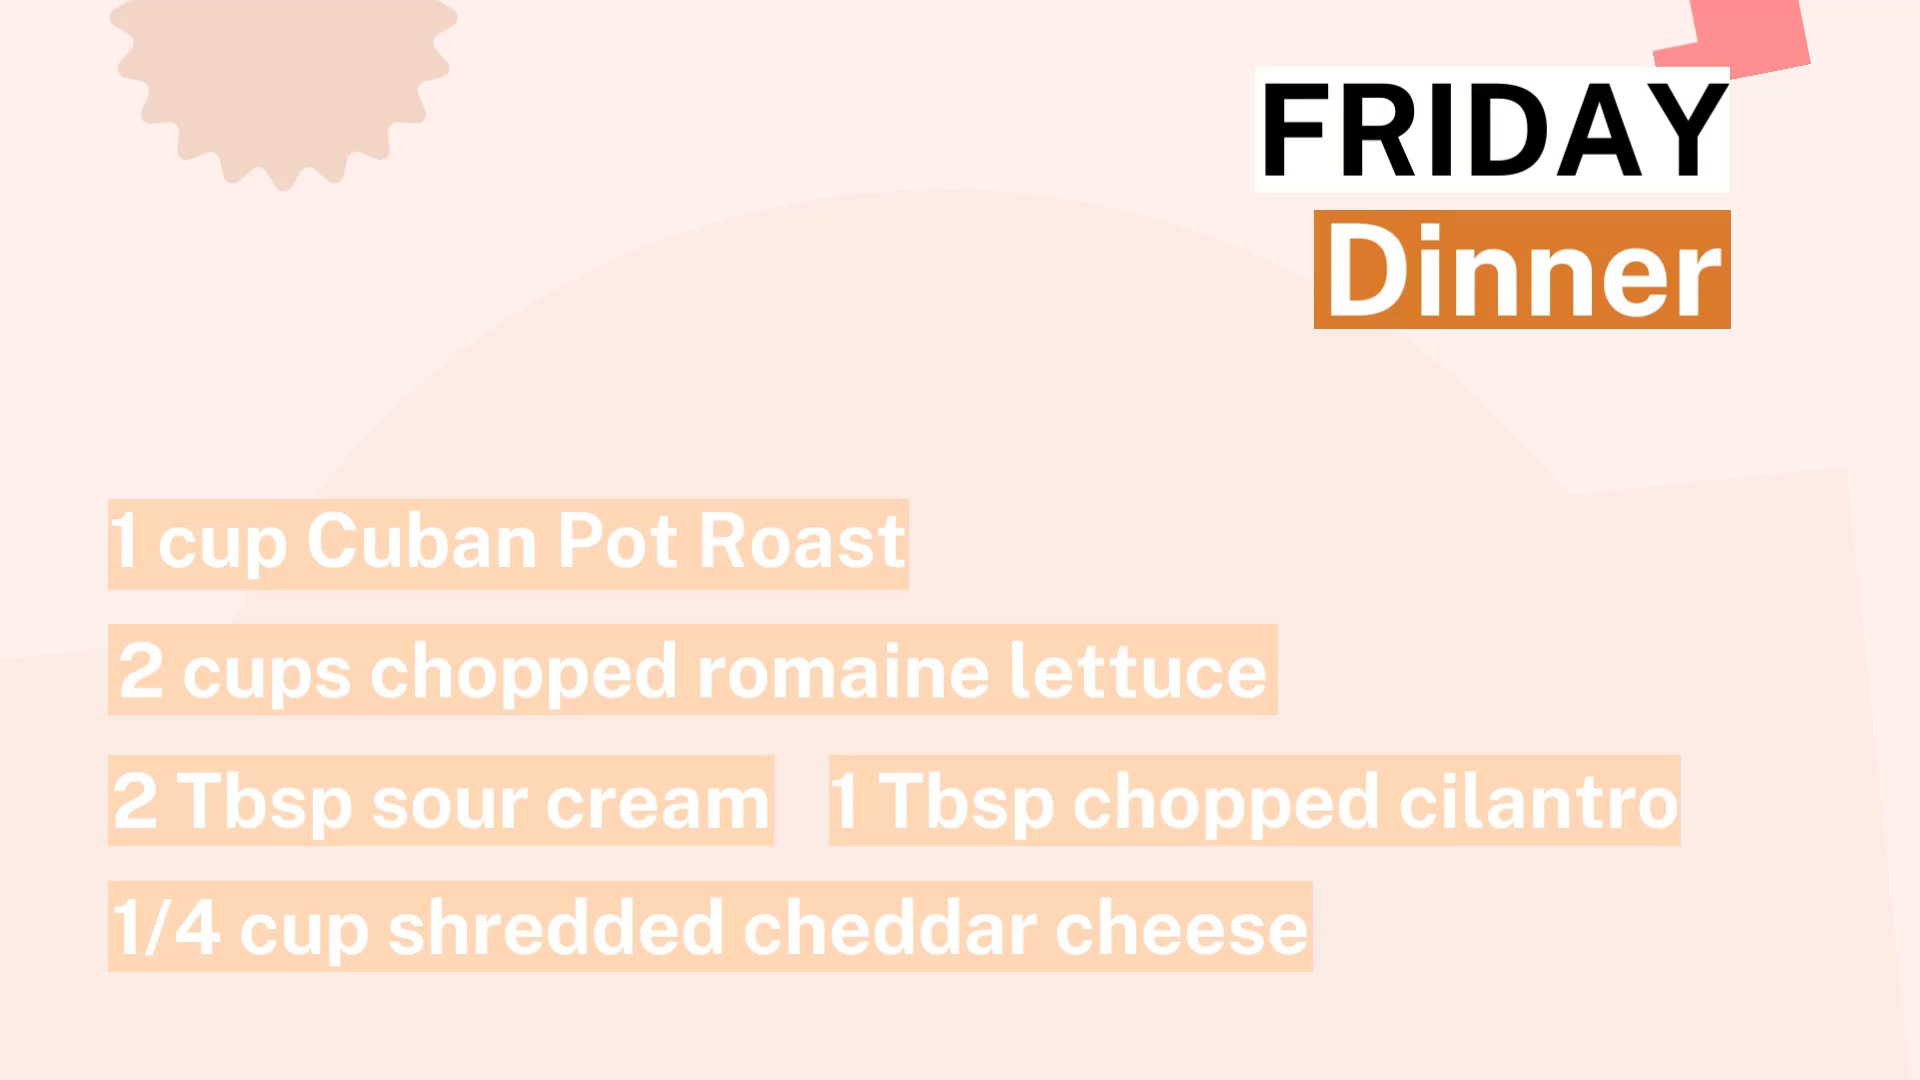 FRIDAY
Dinner
1 cup Cuban Pot Roast
2 cups chopped romaine lettuce
2 Tbsp sour cream 1 Tbsp chopped cilantro
1/4 cup shredded cheddar cheese